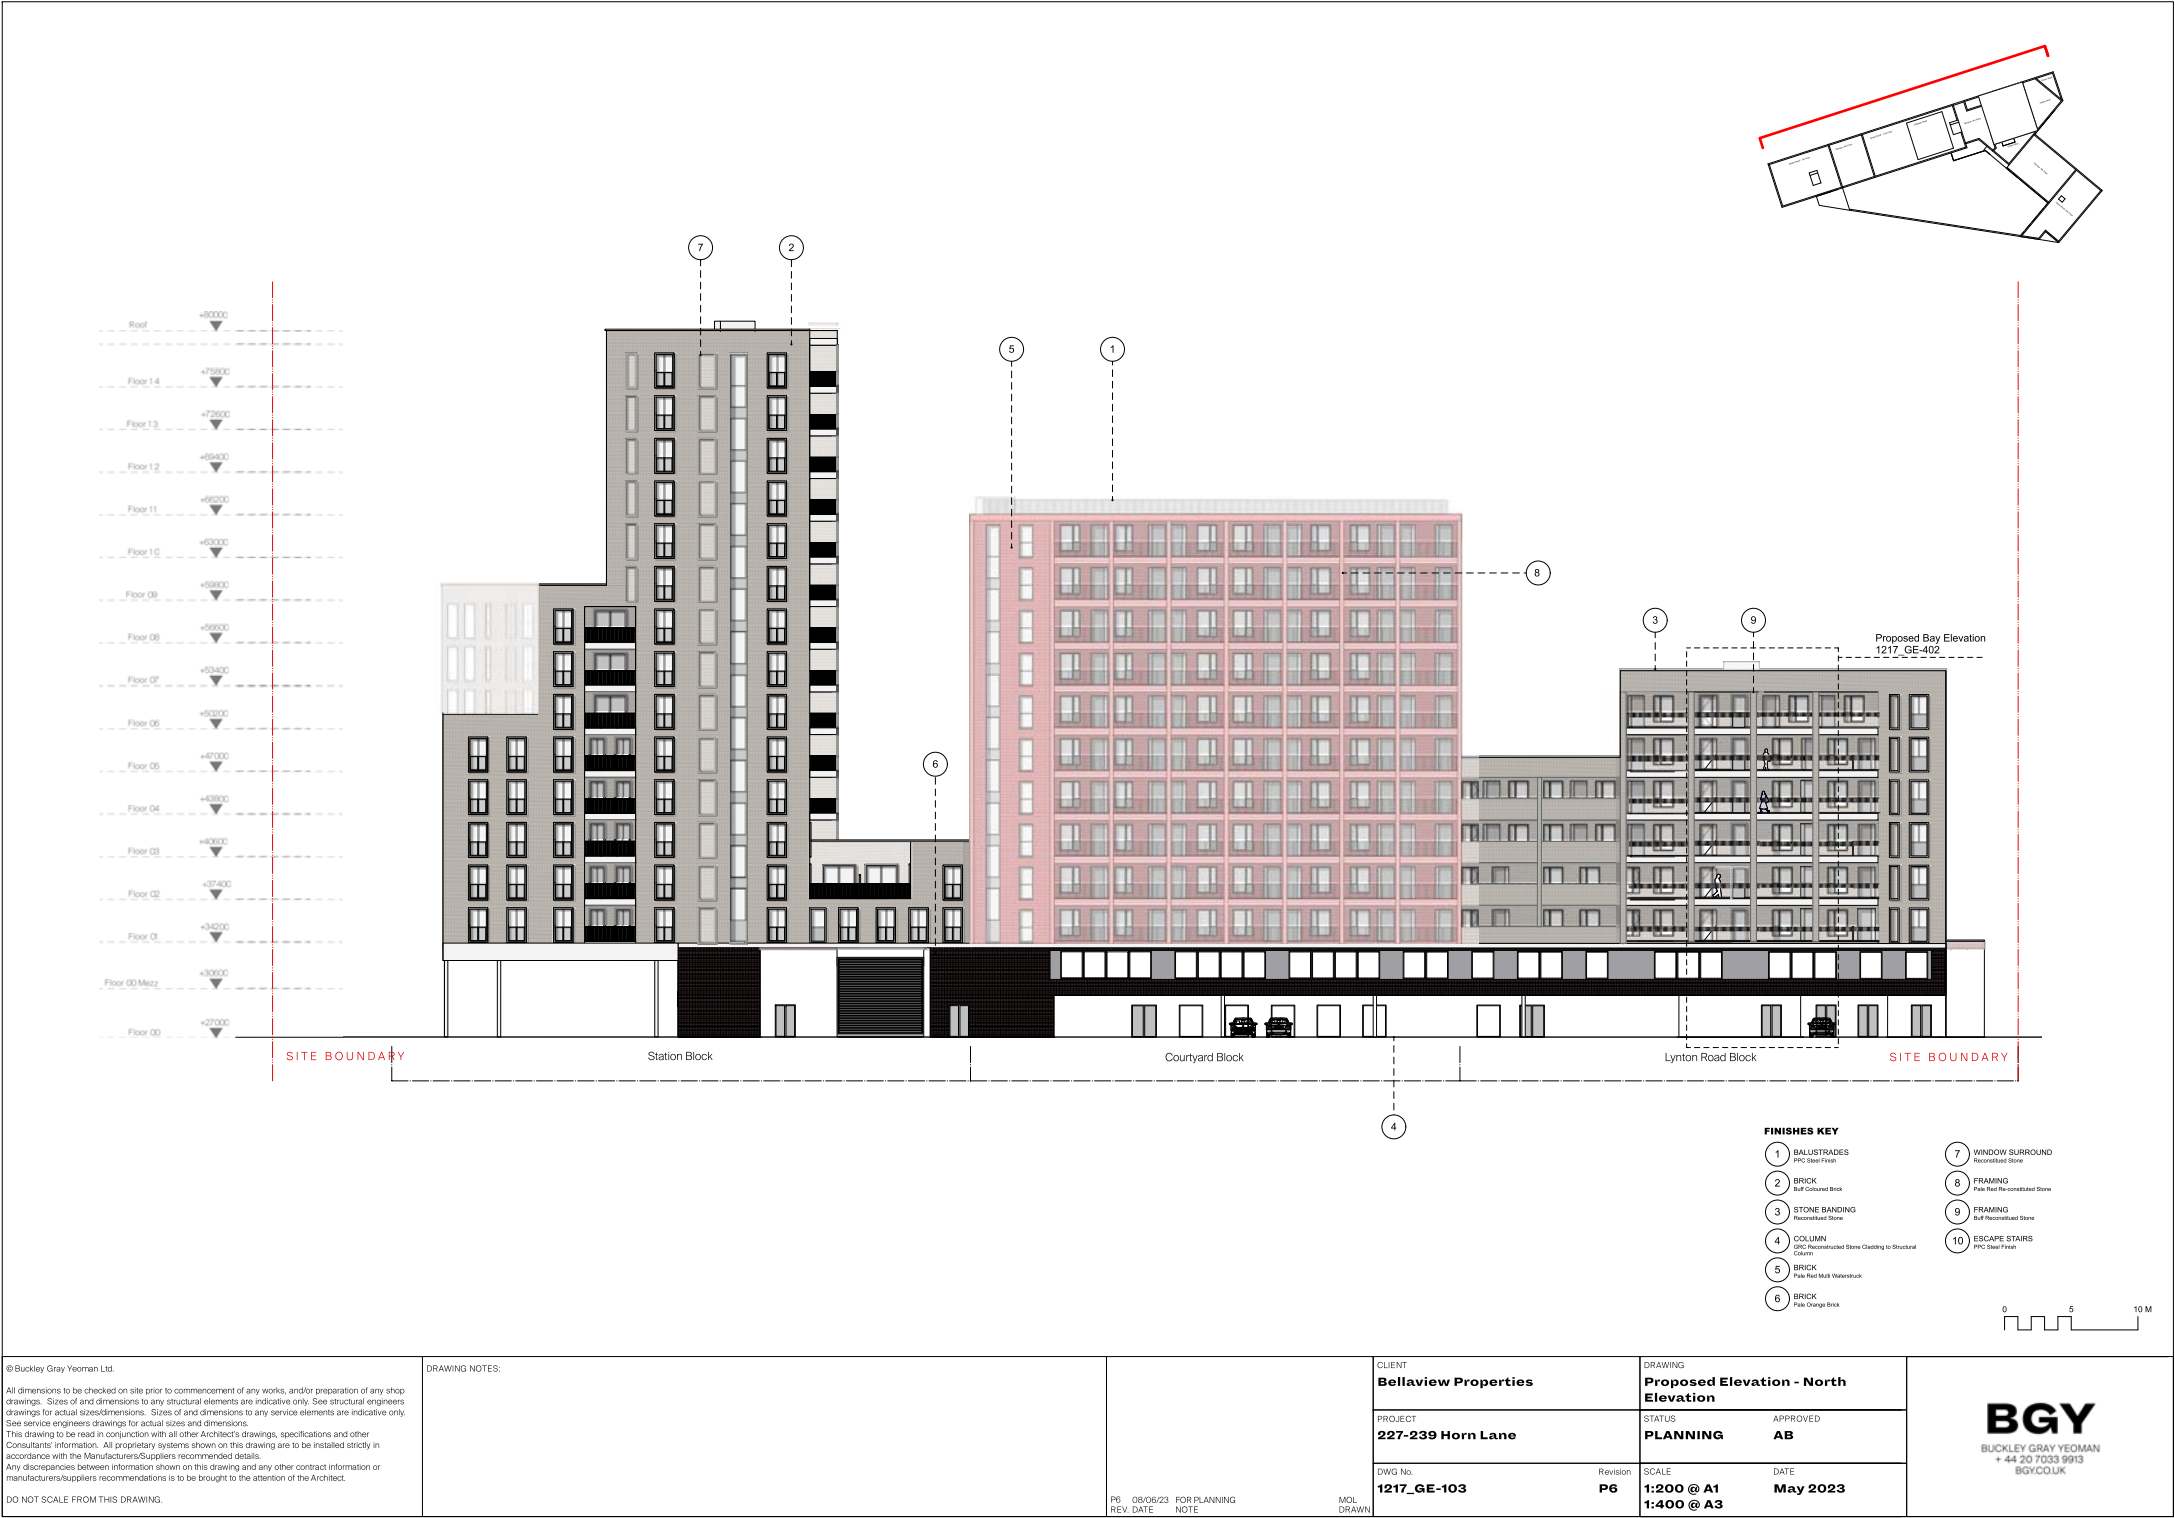 7
2
5
1
8
3
9
6
4
Proposed Bay Elevation
1217_GE-402
Roof +80000
Floor 14 +75800
Floor 13 +72600
Floor 12 +69400
Floor 11 +66200
Floor 10 +63000
Floor 09 +59800
Floor 08 +56600
Floor 07 +53400
Floor 06 +50200
Floor 05 +47000
Floor 04 +43800
Floor 03 +40600
Floor 02 +37400
Floor 01 +34200
Floor 00 Mezz +30600
Floor 00 +27000
SITE BOUNDARY
Station Block
Courtyard Block
Lynton Road Block
SITE BOUNDARY
FINISHES KEY
1 BALUSTRADES
PPC Steel Finish
2 BRICK
Buff Coloured Brick
3 STONE BANDING
Reconstitued Stone
4 COLUMN
GRC Reconstructed Stone Cladding to Structural
Column
5 BRICK
Pale Red Multi Waterstruck
6 BRICK
Pale Orange Brick
7 WINDOW SURROUND
Reconstitued Stone
8 FRAMING
Pale Red Re-constituted Stone
9 FRAMING
Buff Reconstitued Stone
10 ESCAPE STAIRS
PPC Steel Finish
0 5 10 M
© Buckley Gray Yeoman Ltd.
All dimensions to be checked on site prior to commencement of any works, and/or preparation of any shop
drawings. Sizes of and dimensions to any structural elements are indicative only. See structural engineers
drawings for actual sizes/dimensions. Sizes of and dimensions to any service elements are indicative only.
See service engineers drawings for actual sizes and dimensions.
This drawing to be read in conjunction with all other Architect's drawings, specifications and other
Consultants' information. All proprietary systems shown on this drawing are to be installed strictly in
accordance with the Manufacturers/Suppliers recommended details.
Any discrepancies between information shown on this drawing and any other contract information or
manufacturers/suppliers recommendations is to be brought to the attention of the Architect.
DO NOT SCALE FROM THIS DRAWING.
DRAWING NOTES:
P6 08/06/23 FOR PLANNING MOL
REV. DATE NOTE DRAWN
CLIENT
Bellaview Properties
PROJECT
227-239 Horn Lane
DWG No. Revision
1217_GE-103 P6
DRAWING
Proposed Elevation - North
Elevation
STATUS APPROVED
PLANNING AB
SCALE DATE
1:200 @ A1 May 2023
1:400 @ A3
BGY
BUCKLEY GRAY YEOMAN
+ 44 20 7033 9913
BGY.CO.UK